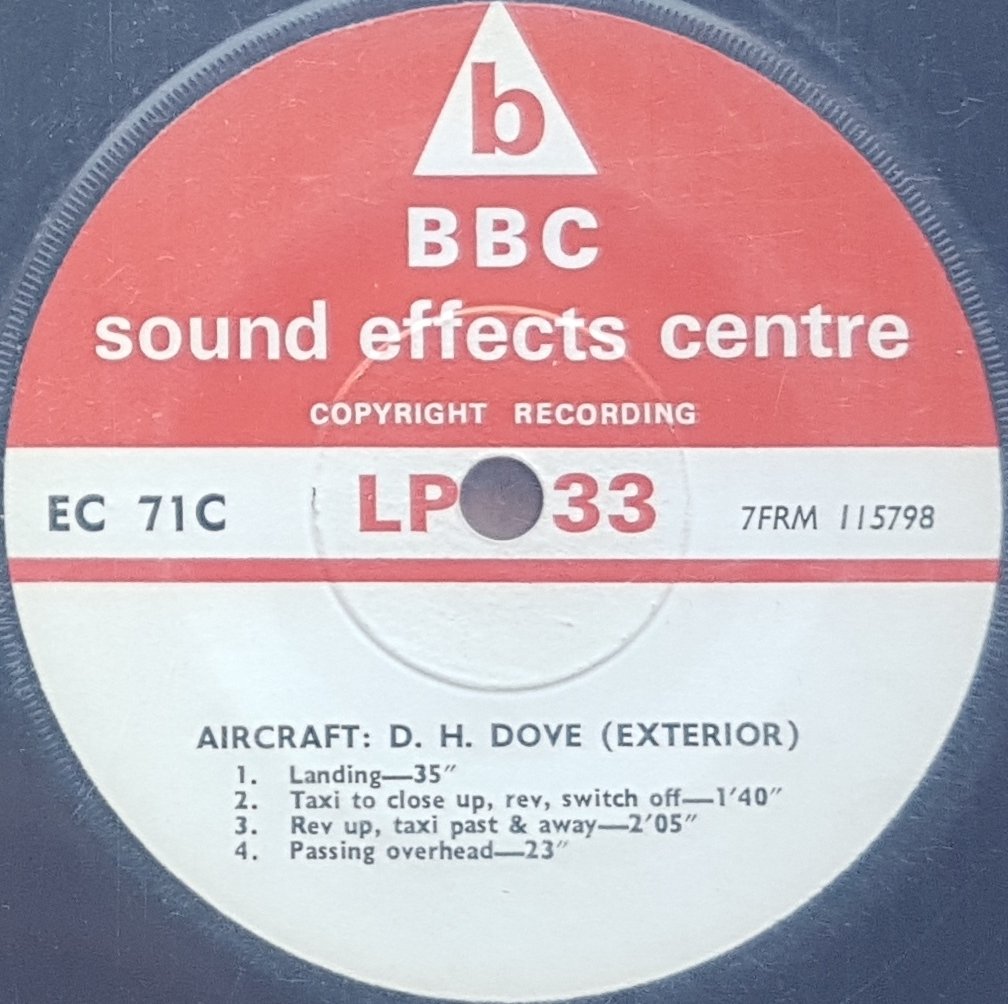 b
BBC
sound effects centre
COPYRIGHT RECORDING
EC 71C LP 33 7FRM 115798
AIRCRAFT: D. H. DOVE (EXTERIOR)
1. Landing—35″
2. Taxi to close up, rev, switch off—1′40″
3. Rev up, taxi past & away—2′05″
4. Passing overhead—23″